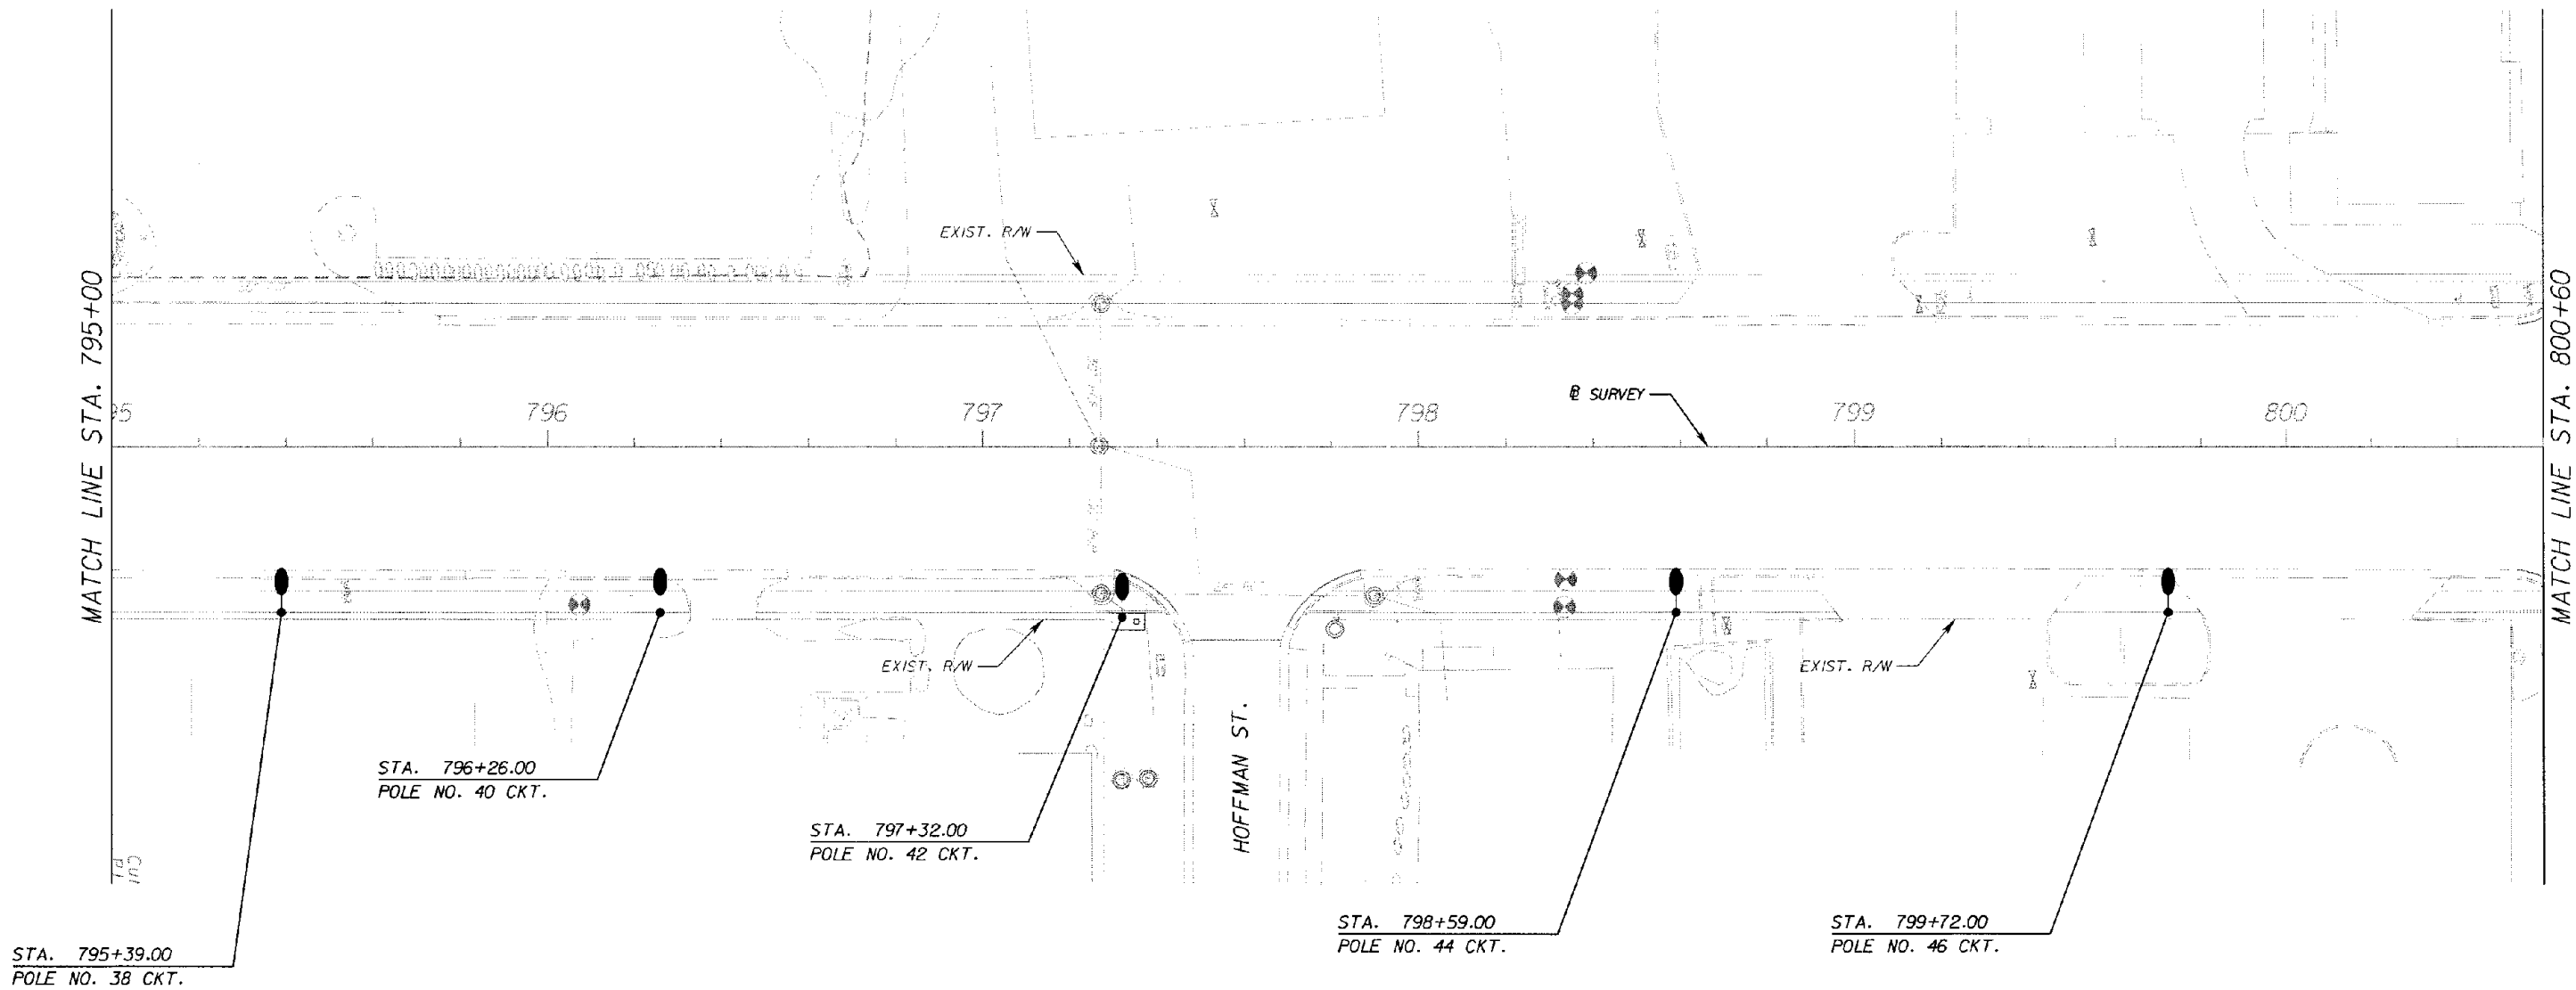 MATCH LINE STA. 795+00
EXIST. R/W
MATCH LINE STA. 800+60
℄ SURVEY
95
796
797
798
799
800
EXIST. R/W
EXIST. R/W
HOFFMAN ST.
STA. 796+26.00
POLE NO. 40 CKT.
STA. 797+32.00
POLE NO. 42 CKT.
STA. 798+59.00
POLE NO. 44 CKT.
STA. 799+72.00
POLE NO. 46 CKT.
STA. 795+39.00
POLE NO. 38 CKT.